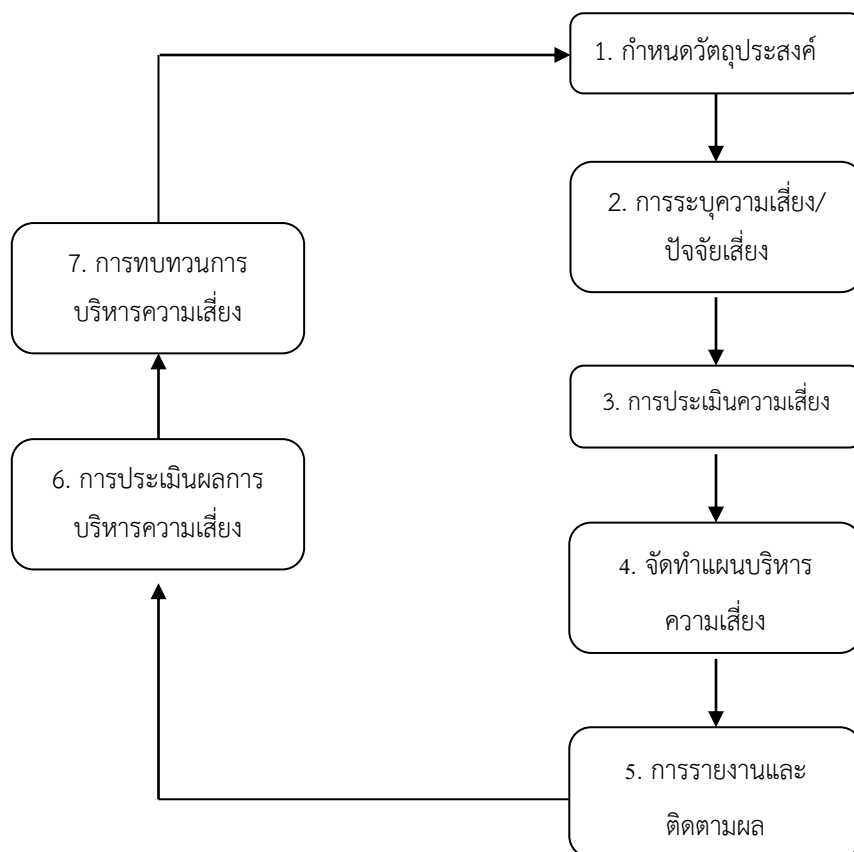 1. กำหนดวัตถุประสงค์
2. การระบุความเสี่ยง/
ปัจจัยเสี่ยง
3. การประเมินความเสี่ยง
4. จัดทำแผนบริหาร
ความเสี่ยง
5. การรายงานและ
ติดตามผล
6. การประเมินผลการ
บริหารความเสี่ยง
7. การทบทวนการ
บริหารความเสี่ยง